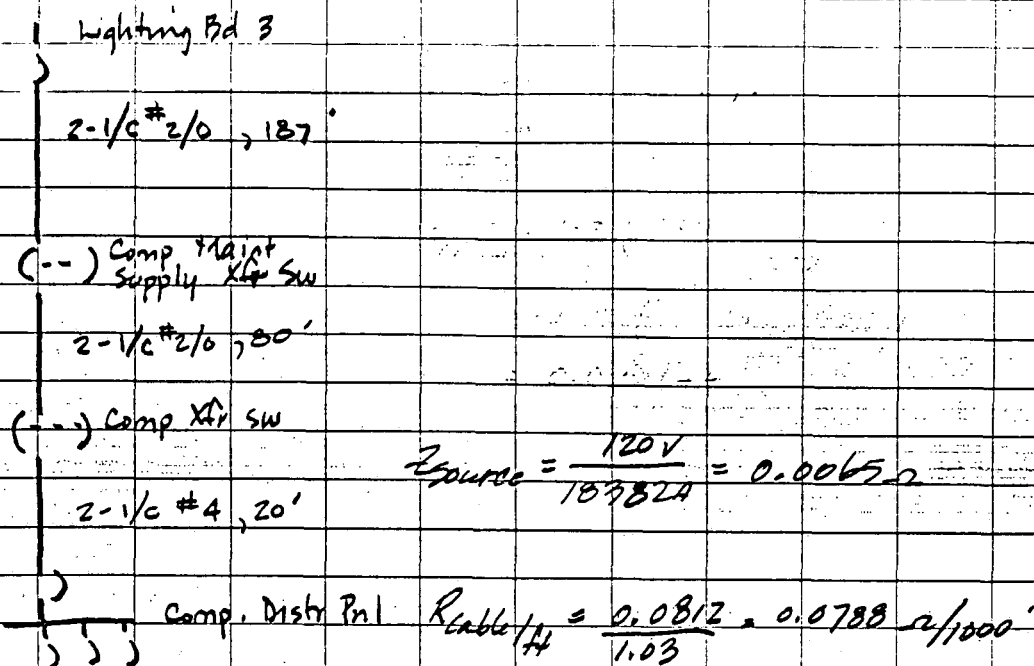 Lighting Bd 3
2-1/c #2/0, 187'
(--) Comp Maint
Supply Xfr Sw
2-1/c #2/0, 80'
(---) Comp Xfr SW
Zsource = 120V / 18382A = 0.0065 Ω
2-1/c #4, 20'
Comp. Distr Pnl Rcable/ft = 0.0812 / 1.03 = 0.0788 Ω/1000'